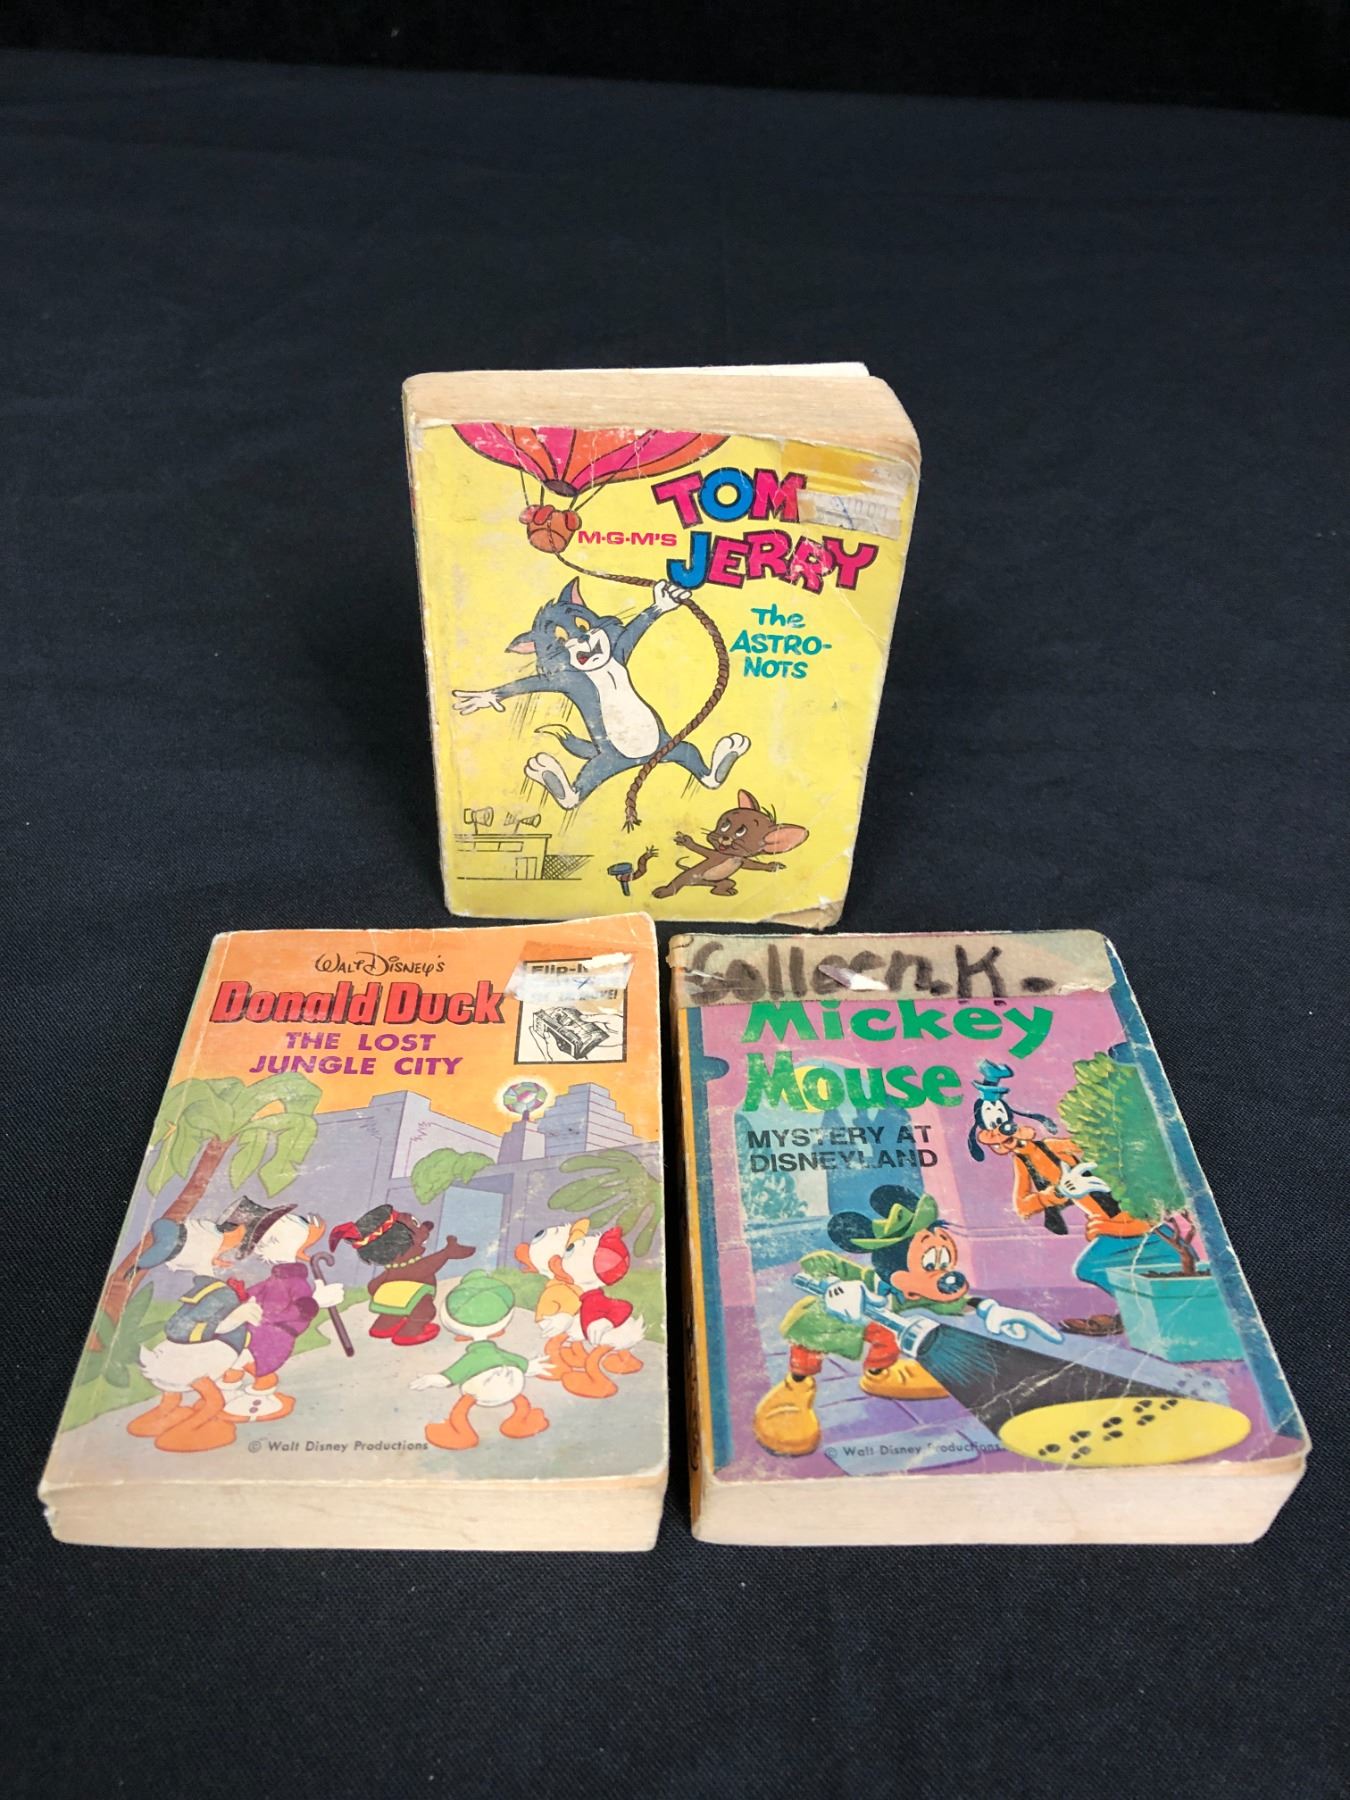 TOM
M·G·M'S
JERRY
The
ASTRO-
NOTS
WALT DISNEY'S
Donald Duck
THE LOST
JUNGLE CITY
© Walt Disney Productions
Colleen.K.
Mickey
Mouse
MYSTERY AT
DISNEYLAND
© Walt Disney Productions